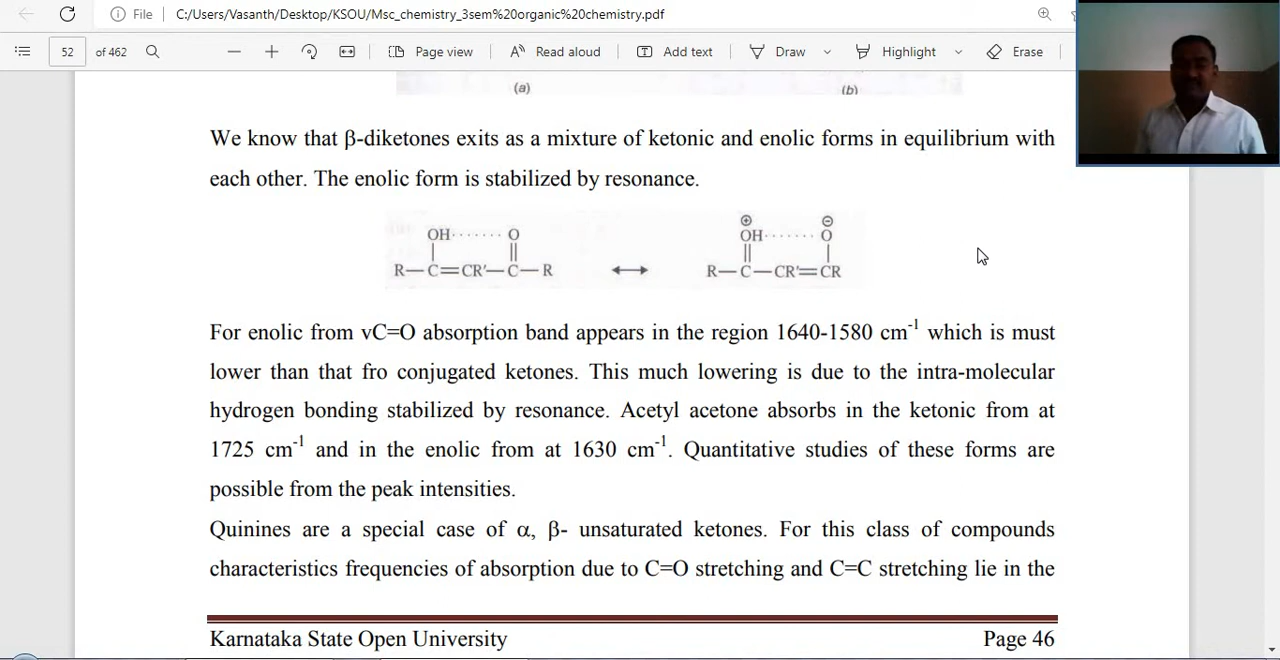 File C:/Users/Vasanth/Desktop/KSOU/Msc_chemistry_3sem%20organic%20chemistry.pdf
52 of 462 Page view Read aloud Add text Draw Highlight Erase
(a) (b)
We know that β-diketones exits as a mixture of ketonic and enolic forms in equilibrium with
each other. The enolic form is stabilized by resonance.
⊕ ⊖
OH······· O OH······· O
R—C=CR′—C—R ↔ R—C—CR′=CR
For enolic from vC=O absorption band appears in the region 1640-1580 cm⁻¹ which is must
lower than that fro conjugated ketones. This much lowering is due to the intra-molecular
hydrogen bonding stabilized by resonance. Acetyl acetone absorbs in the ketonic from at
1725 cm⁻¹ and in the enolic from at 1630 cm⁻¹. Quantitative studies of these forms are
possible from the peak intensities.
Quinines are a special case of α, β- unsaturated ketones. For this class of compounds
characteristics frequencies of absorption due to C=O stretching and C=C stretching lie in the
Karnataka State Open University Page 46